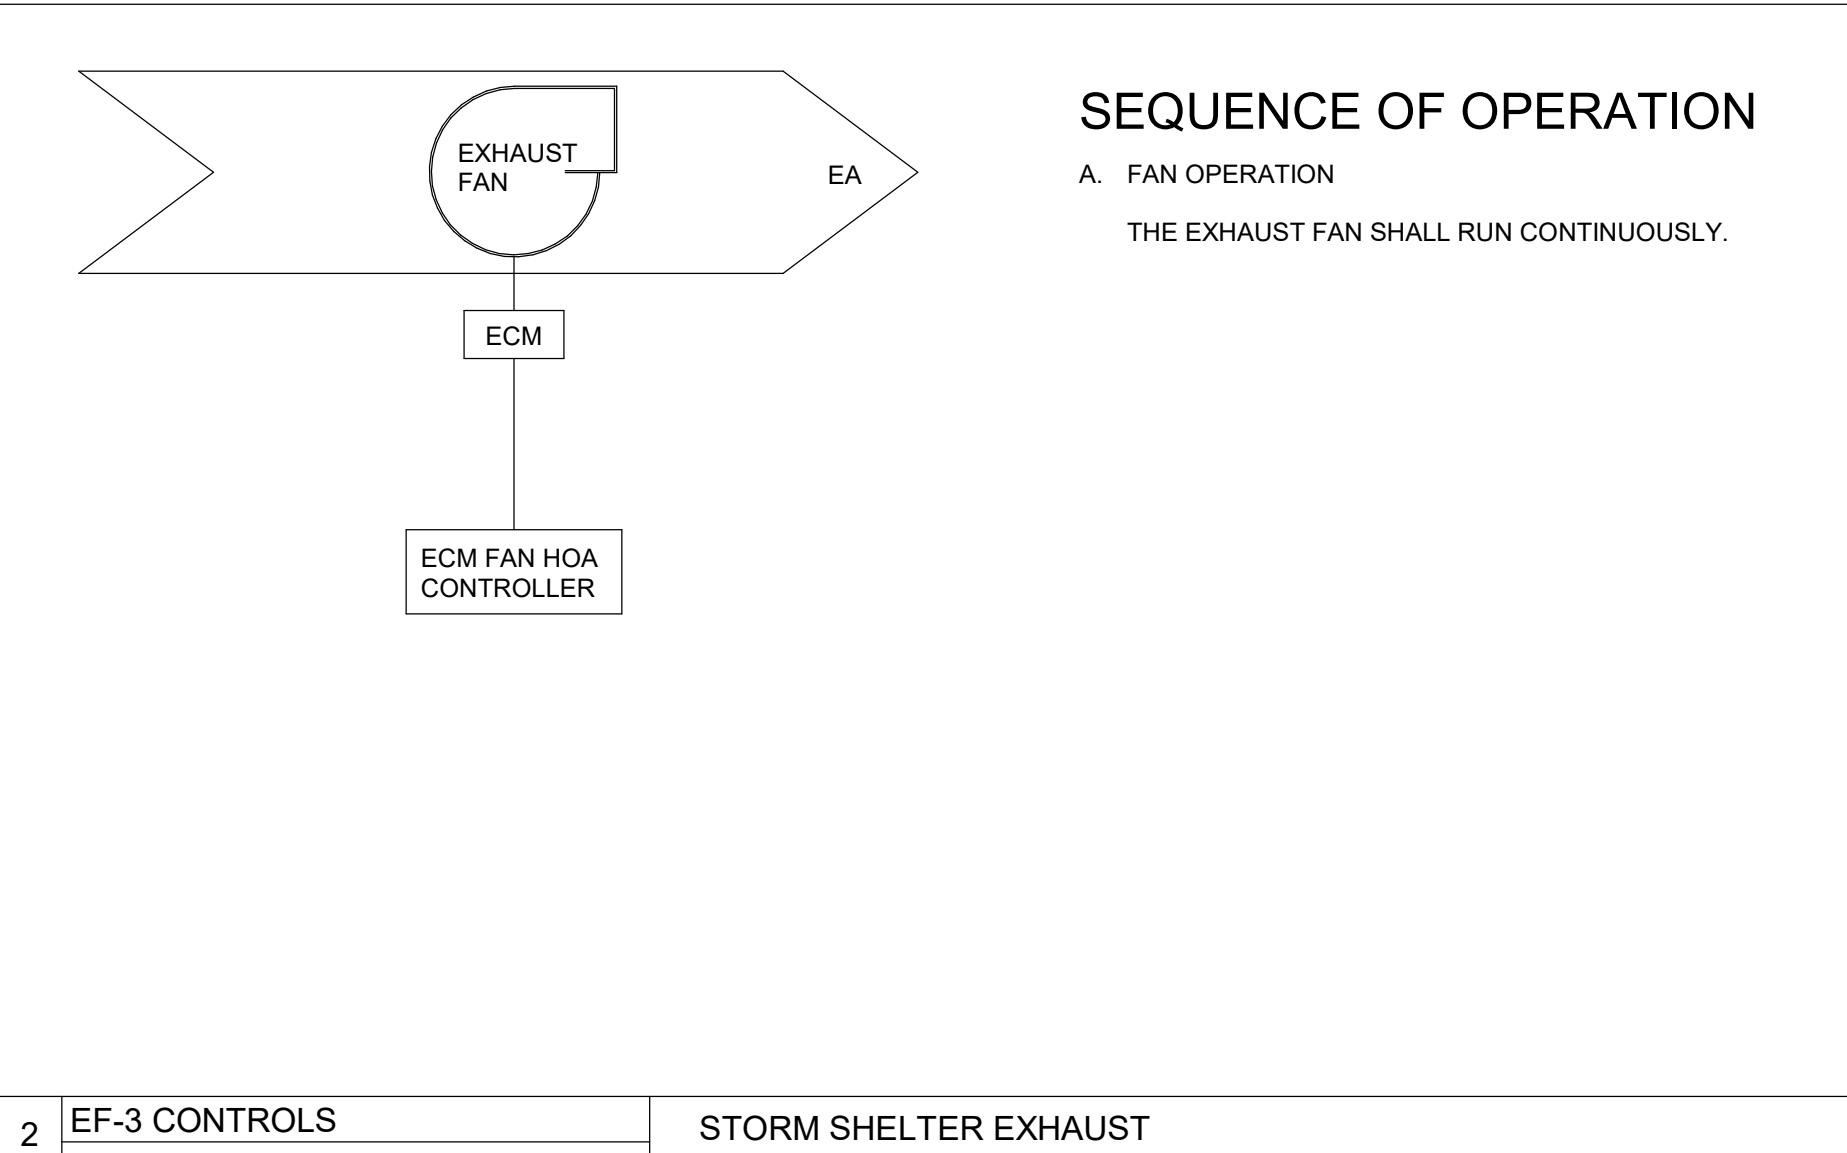 EXHAUST
FAN
EA
ECM
ECM FAN HOA
CONTROLLER
SEQUENCE OF OPERATION
A. FAN OPERATION
THE EXHAUST FAN SHALL RUN CONTINUOUSLY.
2
EF-3 CONTROLS
STORM SHELTER EXHAUST